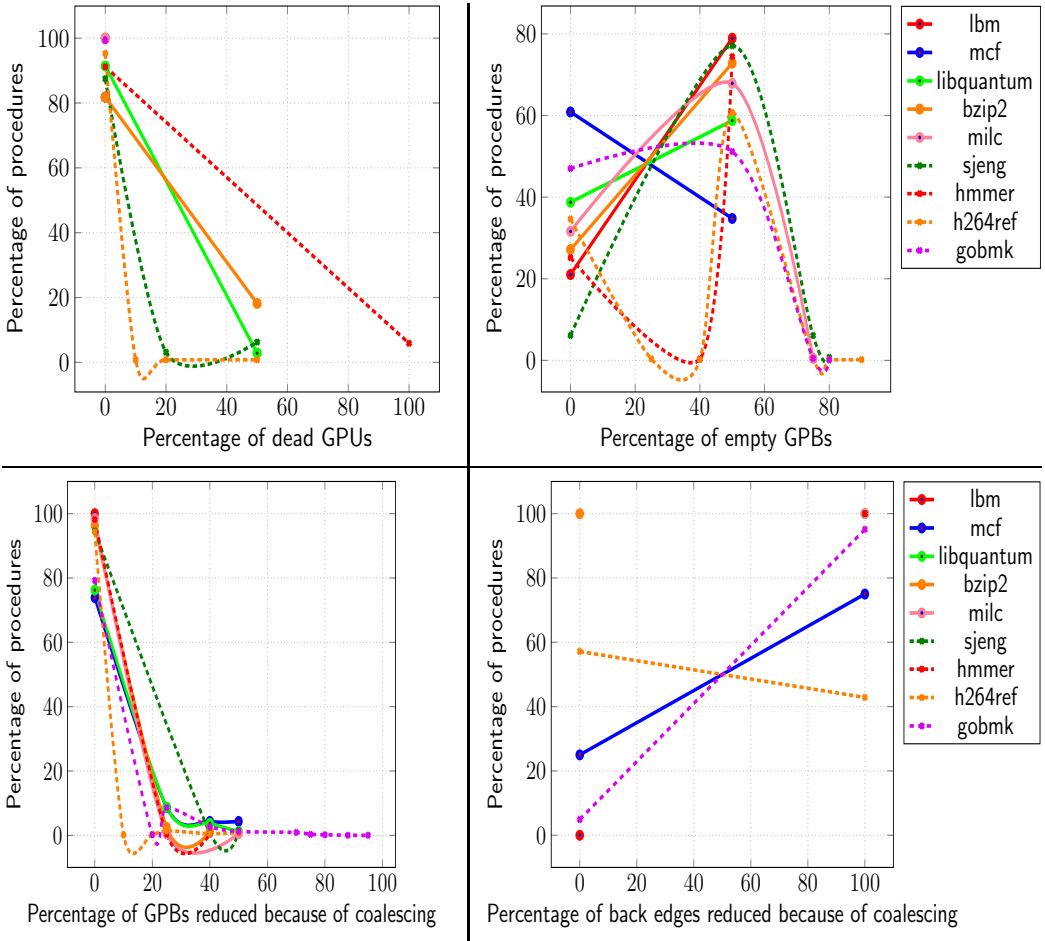 Percentage of procedures
100
80
60
40
20
0
0 20 40 60 80 100
Percentage of dead GPUs
Percentage of procedures
80
60
40
20
0
0 20 40 60 80
Percentage of empty GPBs
lbm
mcf
libquantum
bzip2
milc
sjeng
hmmer
h264ref
gobmk
Percentage of procedures
100
80
60
40
20
0
0 20 40 60 80 100
Percentage of GPBs reduced because of coalescing
Percentage of procedures
100
80
60
40
20
0
0 20 40 60 80 100
Percentage of back edges reduced because of coalescing
lbm
mcf
libquantum
bzip2
milc
sjeng
hmmer
h264ref
gobmk